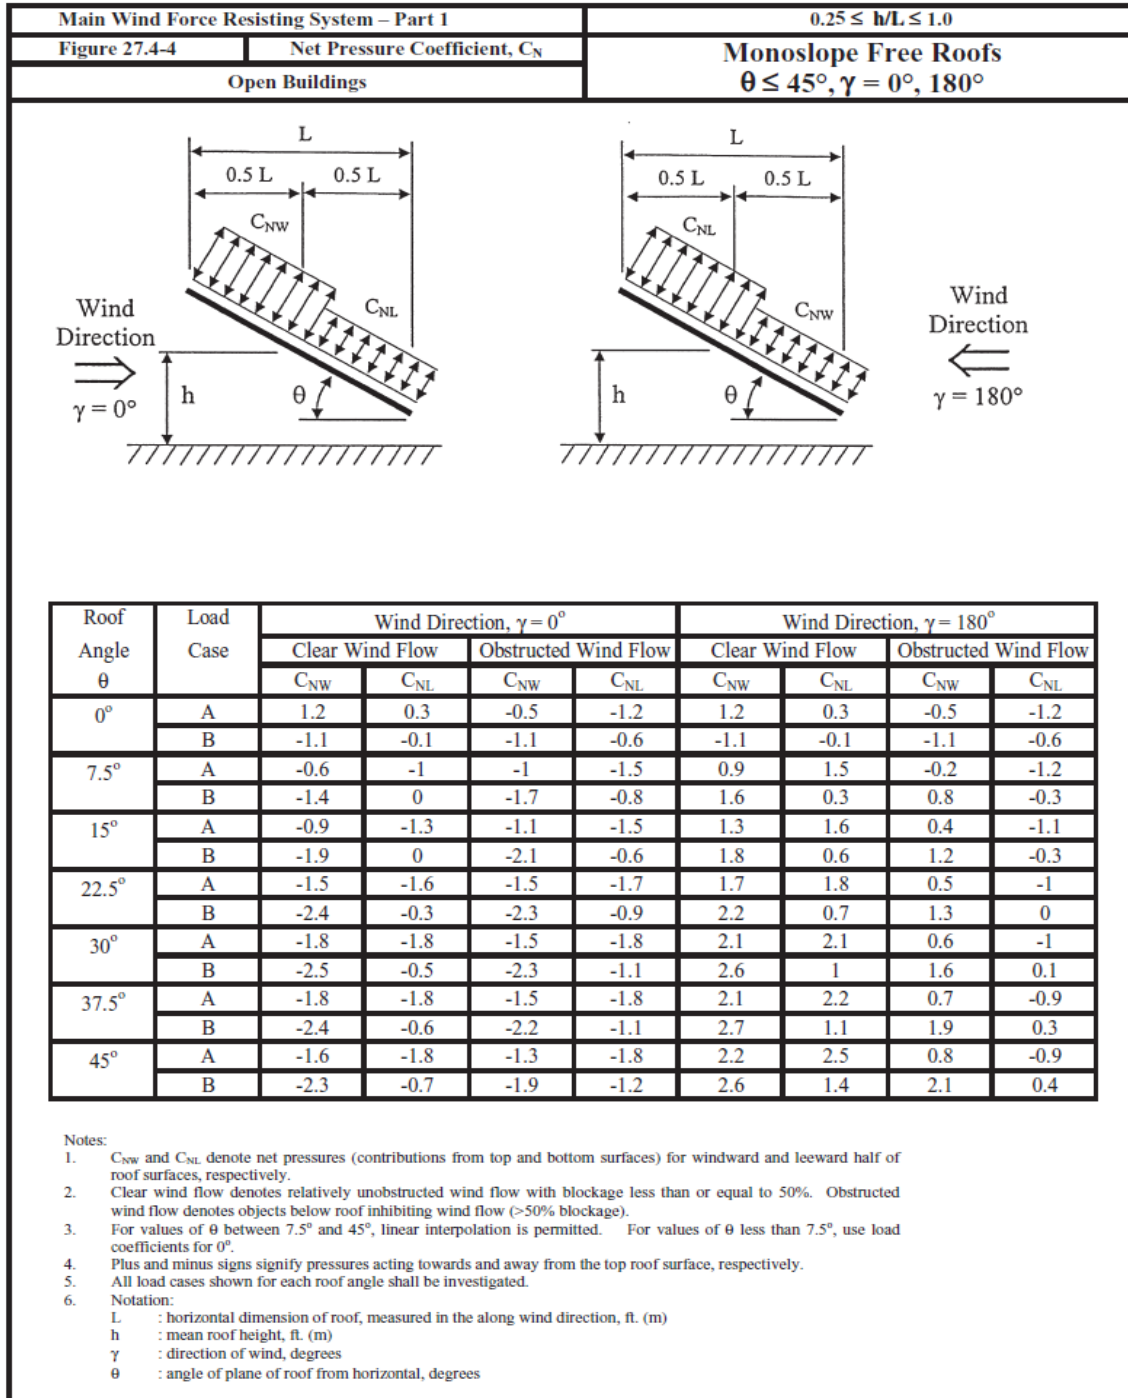 Main Wind Force Resisting System – Part 1
0.25 ≤ h/L ≤ 1.0
Figure 27.4-4
Net Pressure Coefficient, CN
Monoslope Free Roofs
Open Buildings
θ ≤ 45°, γ = 0°, 180°
L
0.5 L 0.5 L
CNW
CNL
Wind
Direction
γ = 0°
h
θ
L
0.5 L 0.5 L
CNL
CNW
Wind
Direction
γ = 180°
h
θ
Roof Load Wind Direction, γ = 0o Wind Direction, γ = 180o
Angle Case Clear Wind Flow Obstructed Wind Flow Clear Wind Flow Obstructed Wind Flow
θ CNW CNL CNW CNL CNW CNL CNW CNL
0o A 1.2 0.3 -0.5 -1.2 1.2 0.3 -0.5 -1.2
B -1.1 -0.1 -1.1 -0.6 -1.1 -0.1 -1.1 -0.6
7.5o A -0.6 -1 -1 -1.5 0.9 1.5 -0.2 -1.2
B -1.4 0 -1.7 -0.8 1.6 0.3 0.8 -0.3
15o A -0.9 -1.3 -1.1 -1.5 1.3 1.6 0.4 -1.1
B -1.9 0 -2.1 -0.6 1.8 0.6 1.2 -0.3
22.5o A -1.5 -1.6 -1.5 -1.7 1.7 1.8 0.5 -1
B -2.4 -0.3 -2.3 -0.9 2.2 0.7 1.3 0
30o A -1.8 -1.8 -1.5 -1.8 2.1 2.1 0.6 -1
B -2.5 -0.5 -2.3 -1.1 2.6 1 1.6 0.1
37.5o A -1.8 -1.8 -1.5 -1.8 2.1 2.2 0.7 -0.9
B -2.4 -0.6 -2.2 -1.1 2.7 1.1 1.9 0.3
45o A -1.6 -1.8 -1.3 -1.8 2.2 2.5 0.8 -0.9
B -2.3 -0.7 -1.9 -1.2 2.6 1.4 2.1 0.4
Notes:
1. CNW and CNL denote net pressures (contributions from top and bottom surfaces) for windward and leeward half of
roof surfaces, respectively.
2. Clear wind flow denotes relatively unobstructed wind flow with blockage less than or equal to 50%. Obstructed
wind flow denotes objects below roof inhibiting wind flow (>50% blockage).
3. For values of θ between 7.5o and 45o, linear interpolation is permitted. For values of θ less than 7.5o, use load
coefficients for 0o.
4. Plus and minus signs signify pressures acting towards and away from the top roof surface, respectively.
5. All load cases shown for each roof angle shall be investigated.
6. Notation:
L : horizontal dimension of roof, measured in the along wind direction, ft. (m)
h : mean roof height, ft. (m)
γ : direction of wind, degrees
θ : angle of plane of roof from horizontal, degrees